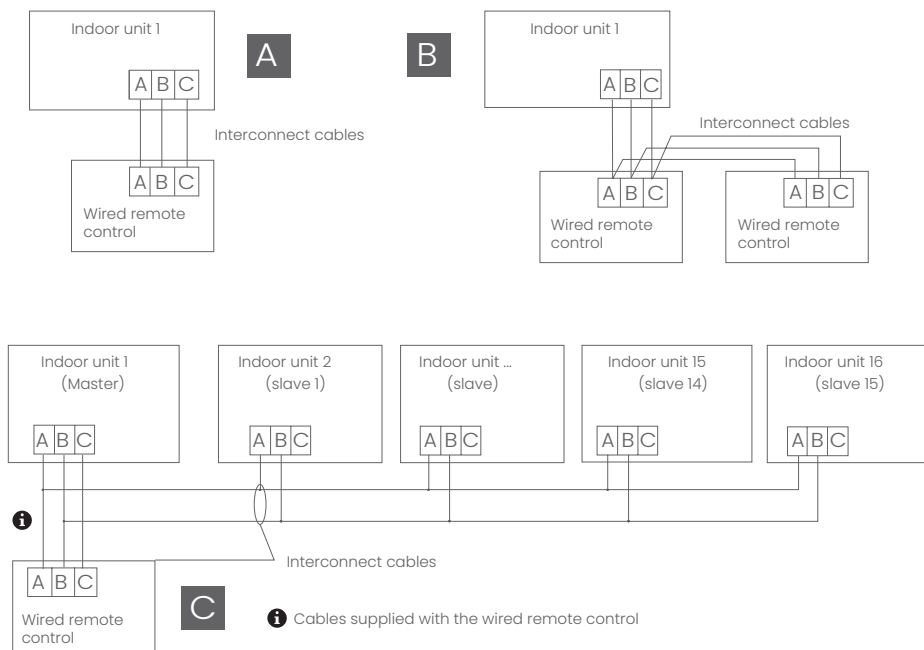 Indoor unit 1
A
A B C
Interconnect cables
A B C
Wired remote
control
B
Indoor unit 1
A B C
Interconnect cables
A B C
Wired remote
control
A B C
Wired remote
control
Indoor unit 1
(Master)
A B C
Indoor unit 2
(slave 1)
A B C
Indoor unit ...
(slave)
A B C
Indoor unit 15
(slave 14)
A B C
Indoor unit 16
(slave 15)
A B C
i
Interconnect cables
A B C
Wired remote
control
C
i Cables supplied with the wired remote control